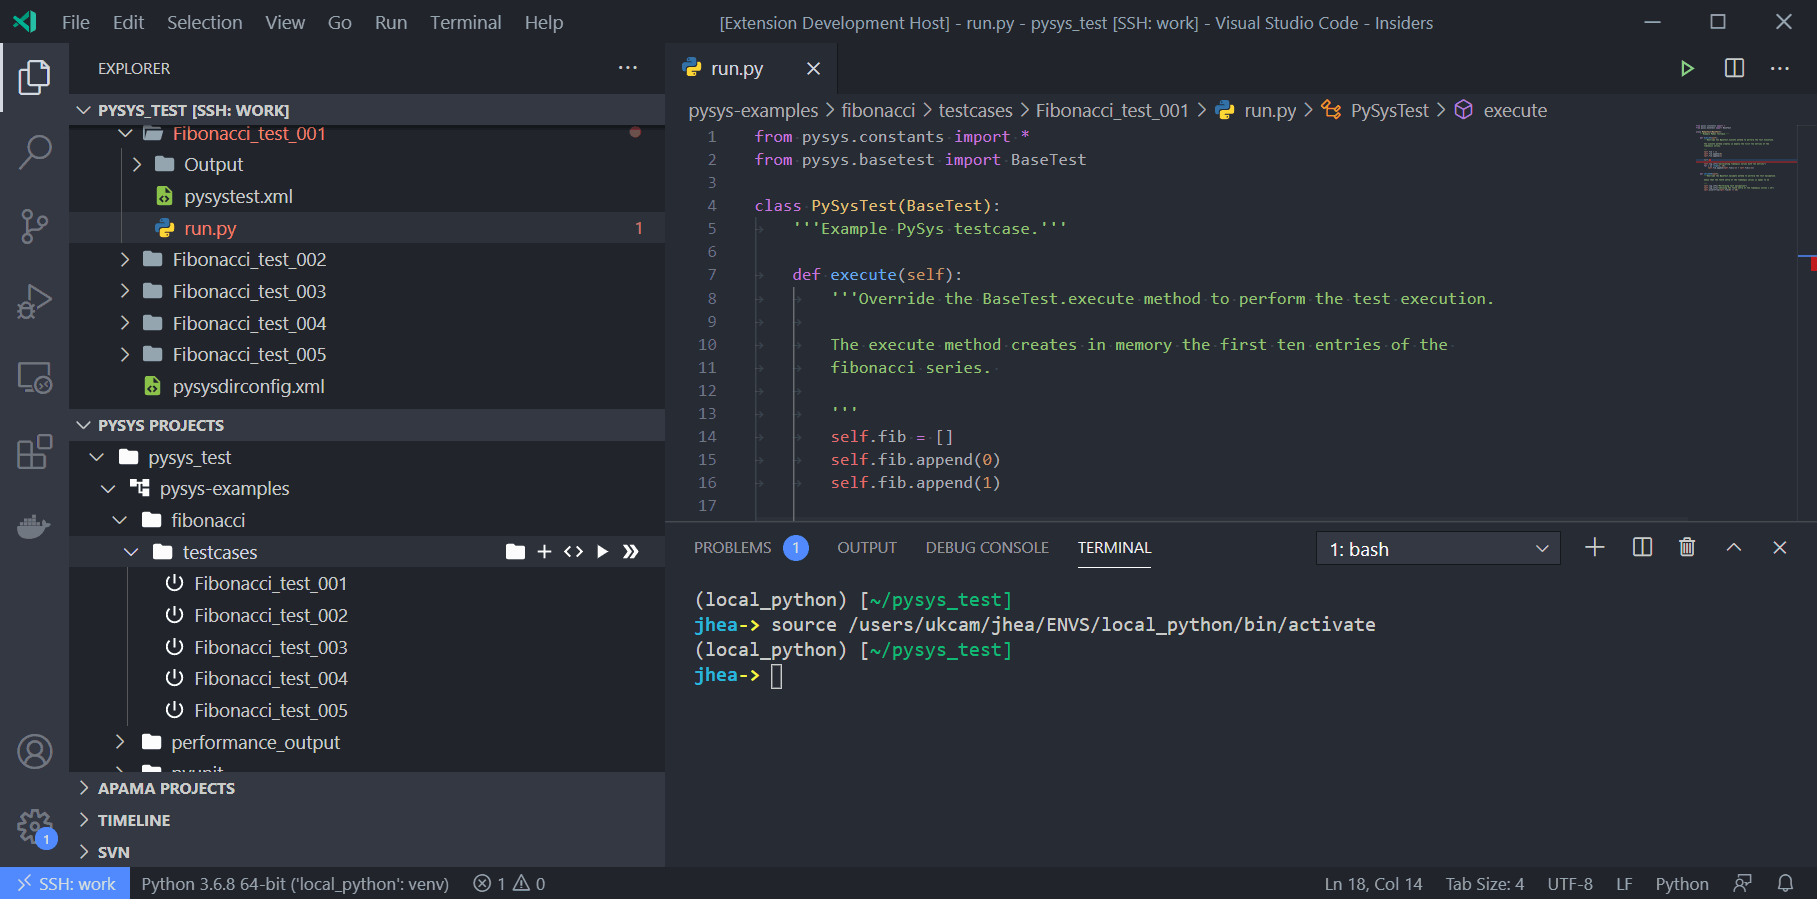 File Edit Selection View Go Run Terminal Help
[Extension Development Host] - run.py - pysys_test [SSH: work] - Visual Studio Code - Insiders
EXPLORER
PYSYS_TEST [SSH: WORK]
Fibonacci_test_001
Output
pysystest.xml
run.py 1
Fibonacci_test_002
Fibonacci_test_003
Fibonacci_test_004
Fibonacci_test_005
pysysdirconfig.xml
PYSYS PROJECTS
pysys_test
pysys-examples
fibonacci
testcases
Fibonacci_test_001
Fibonacci_test_002
Fibonacci_test_003
Fibonacci_test_004
Fibonacci_test_005
performance_output
APAMA PROJECTS
TIMELINE
SVN
1
run.py
pysys-examples > fibonacci > testcases > Fibonacci_test_001 > run.py > PySysTest > execute
1 from pysys.constants import *
2 from pysys.basetest import BaseTest
3
4 class PySysTest(BaseTest):
5 '''Example PySys testcase.'''
6
7 def execute(self):
8 '''Override the BaseTest.execute method to perform the test execution.
9
10 The execute method creates in memory the first ten entries of the
11 fibonacci series.
12
13 '''
14 self.fib = []
15 self.fib.append(0)
16 self.fib.append(1)
17
PROBLEMS 1 OUTPUT DEBUG CONSOLE TERMINAL 1: bash
(local_python) [~/pysys_test]
jhea-> source /users/ukcam/jhea/ENVS/local_python/bin/activate
(local_python) [~/pysys_test]
jhea->
SSH: work Python 3.6.8 64-bit ('local_python': venv) 1 0 Ln 18, Col 14 Tab Size: 4 UTF-8 LF Python